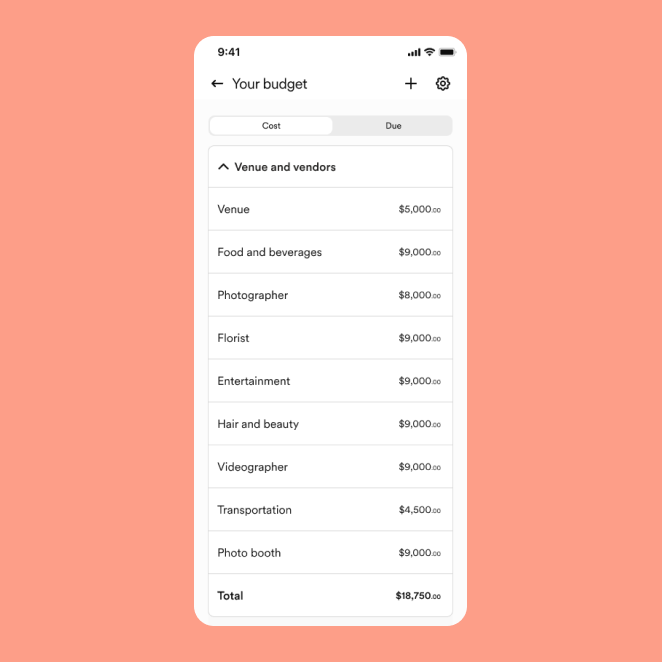 9:41
Your budget
Cost Due
Venue and vendors
Venue $5,000.00
Food and beverages $9,000.00
Photographer $8,000.00
Florist $9,000.00
Entertainment $9,000.00
Hair and beauty $9,000.00
Videographer $9,000.00
Transportation $4,500.00
Photo booth $9,000.00
Total $18,750.00